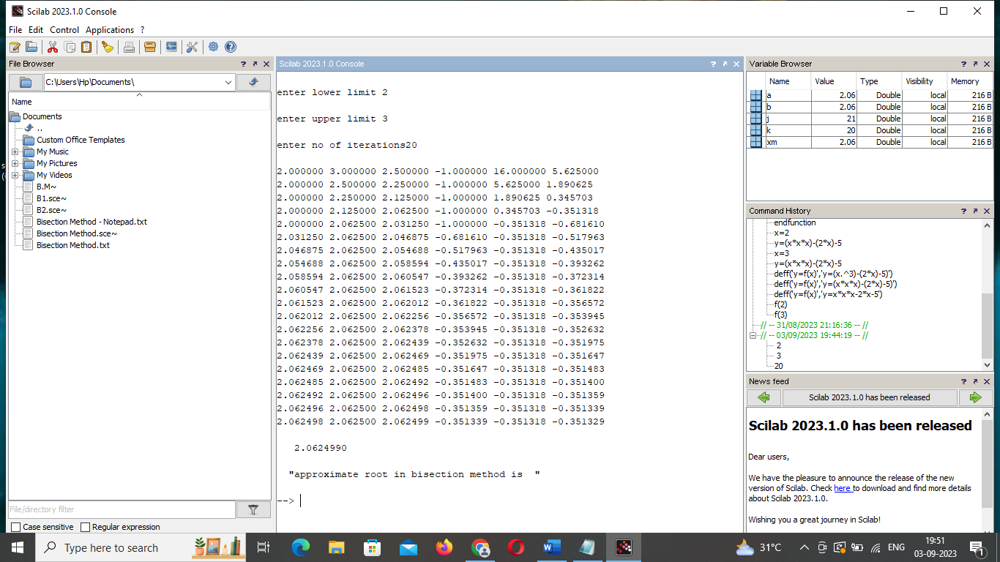 Scilab 2023.1.0 Console
File Edit Control Applications ?
File Browser
C:\Users\Hp\Documents\
Name
Documents
..
Custom Office Templates
My Music
My Pictures
My Videos
B.M~
B1.sce~
B2.sce~
Bisection Method - Notepad.txt
Bisection Method.sce~
Bisection Method.txt
File/directory filter
Case sensitive Regular expression
Scilab 2023.1.0 Console
enter lower limit 2
enter upper limit 3
enter no of iterations20
2.000000 3.000000 2.500000 -1.000000 16.000000 5.625000
2.000000 2.500000 2.250000 -1.000000 5.625000 1.890625
2.000000 2.250000 2.125000 -1.000000 1.890625 0.345703
2.000000 2.125000 2.062500 -1.000000 0.345703 -0.351318
2.000000 2.062500 2.031250 -1.000000 -0.351318 -0.681610
2.031250 2.062500 2.046875 -0.681610 -0.351318 -0.517963
2.046875 2.062500 2.054688 -0.517963 -0.351318 -0.435017
2.054688 2.062500 2.058594 -0.435017 -0.351318 -0.393262
2.058594 2.062500 2.060547 -0.393262 -0.351318 -0.372314
2.060547 2.062500 2.061523 -0.372314 -0.351318 -0.361822
2.061523 2.062500 2.062012 -0.361822 -0.351318 -0.356572
2.062012 2.062500 2.062256 -0.356572 -0.351318 -0.353945
2.062256 2.062500 2.062378 -0.353945 -0.351318 -0.352632
2.062378 2.062500 2.062439 -0.352632 -0.351318 -0.351975
2.062439 2.062500 2.062469 -0.351975 -0.351318 -0.351647
2.062469 2.062500 2.062485 -0.351647 -0.351318 -0.351483
2.062485 2.062500 2.062492 -0.351483 -0.351318 -0.351400
2.062492 2.062500 2.062496 -0.351400 -0.351318 -0.351359
2.062496 2.062500 2.062498 -0.351359 -0.351318 -0.351339
2.062498 2.062500 2.062499 -0.351339 -0.351318 -0.351329
2.0624990
"approximate root in bisection method is  "
-->
Variable Browser
Name Value Type Visibility Memory
a 2.06 Double local 216 B
b 2.06 Double local 216 B
j 21 Double local 216 B
k 20 Double local 216 B
xm 2.06 Double local 216 B
Command History
endfunction
x=2
y=(x*x*x)-(2*x)-5
x=3
y=(x*x*x)-(2*x)-5
deff('y=f(x)','y=(x.^3)-(2*x)-5)')
deff('y=f(x)','y=(x*x*x)-(2*x)-5)')
deff('y=f(x)','y=x*x*x-2*x-5')
f(2)
f(3)
// -- 31/08/2023 21:16:36 -- //
// -- 03/09/2023 19:44:19 -- //
2
3
20
News feed
Scilab 2023.1.0 has been released
Scilab 2023.1.0 has been released
Dear users,
We have the pleasure to announce the release of the new
version of Scilab. Check here to download and find more details
about Scilab 2023.1.0.
Wishing you a great journey in Scilab!
Type here to search
31°C
ENG
19:51
03-09-2023
1